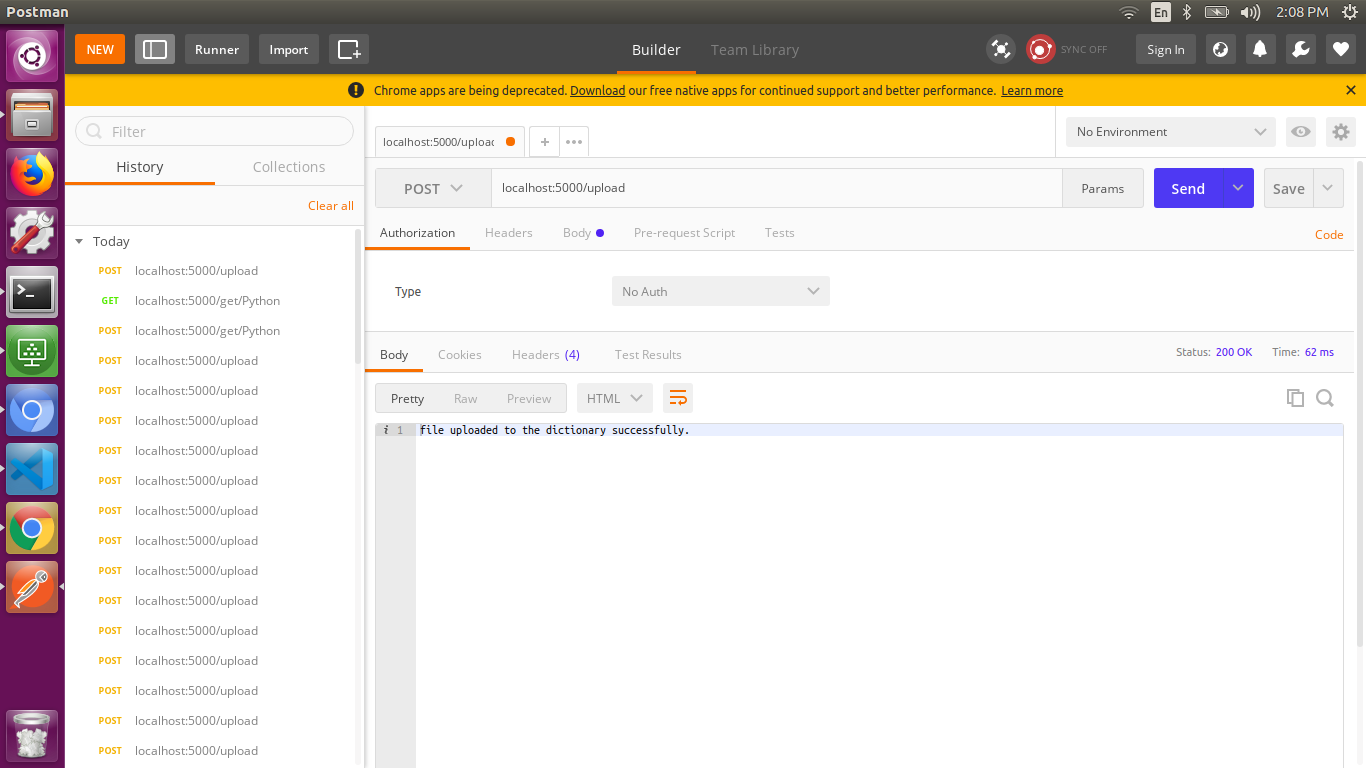 Postman
En
2:08 PM
NEW
Runner
Import
Builder
Team Library
SYNC OFF
Sign In
Chrome apps are being deprecated. Download our free native apps for continued support and better performance. Learn more
Filter
History
Collections
Clear all
Today
POST localhost:5000/upload
GET localhost:5000/get/Python
POST localhost:5000/get/Python
POST localhost:5000/upload
POST localhost:5000/upload
POST localhost:5000/upload
POST localhost:5000/upload
POST localhost:5000/upload
POST localhost:5000/upload
POST localhost:5000/upload
POST localhost:5000/upload
POST localhost:5000/upload
POST localhost:5000/upload
POST localhost:5000/upload
POST localhost:5000/upload
POST localhost:5000/upload
POST localhost:5000/upload
localhost:5000/upload
No Environment
POST
localhost:5000/upload
Params
Send
Save
Authorization
Headers
Body
Pre-request Script
Tests
Code
Type
No Auth
Body
Cookies
Headers (4)
Test Results
Status: 200 OK
Time: 62 ms
Pretty
Raw
Preview
HTML
i 1 file uploaded to the dictionary successfully.